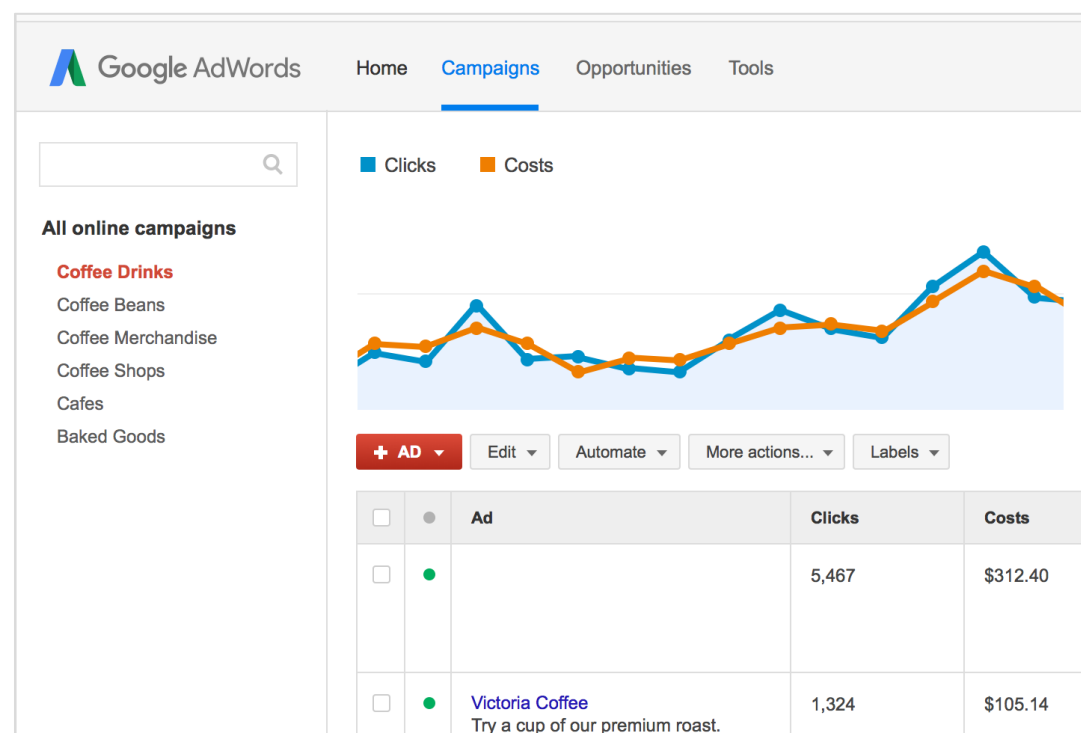 Google AdWords Home Campaigns Opportunities Tools
Clicks Costs
All online campaigns
Coffee Drinks
Coffee Beans
Coffee Merchandise
Coffee Shops
Cafes
Baked Goods
+ AD Edit Automate More actions... Labels
Ad Clicks Costs
5,467 $312.40
Victoria Coffee 1,324 $105.14
Try a cup of our premium roast.